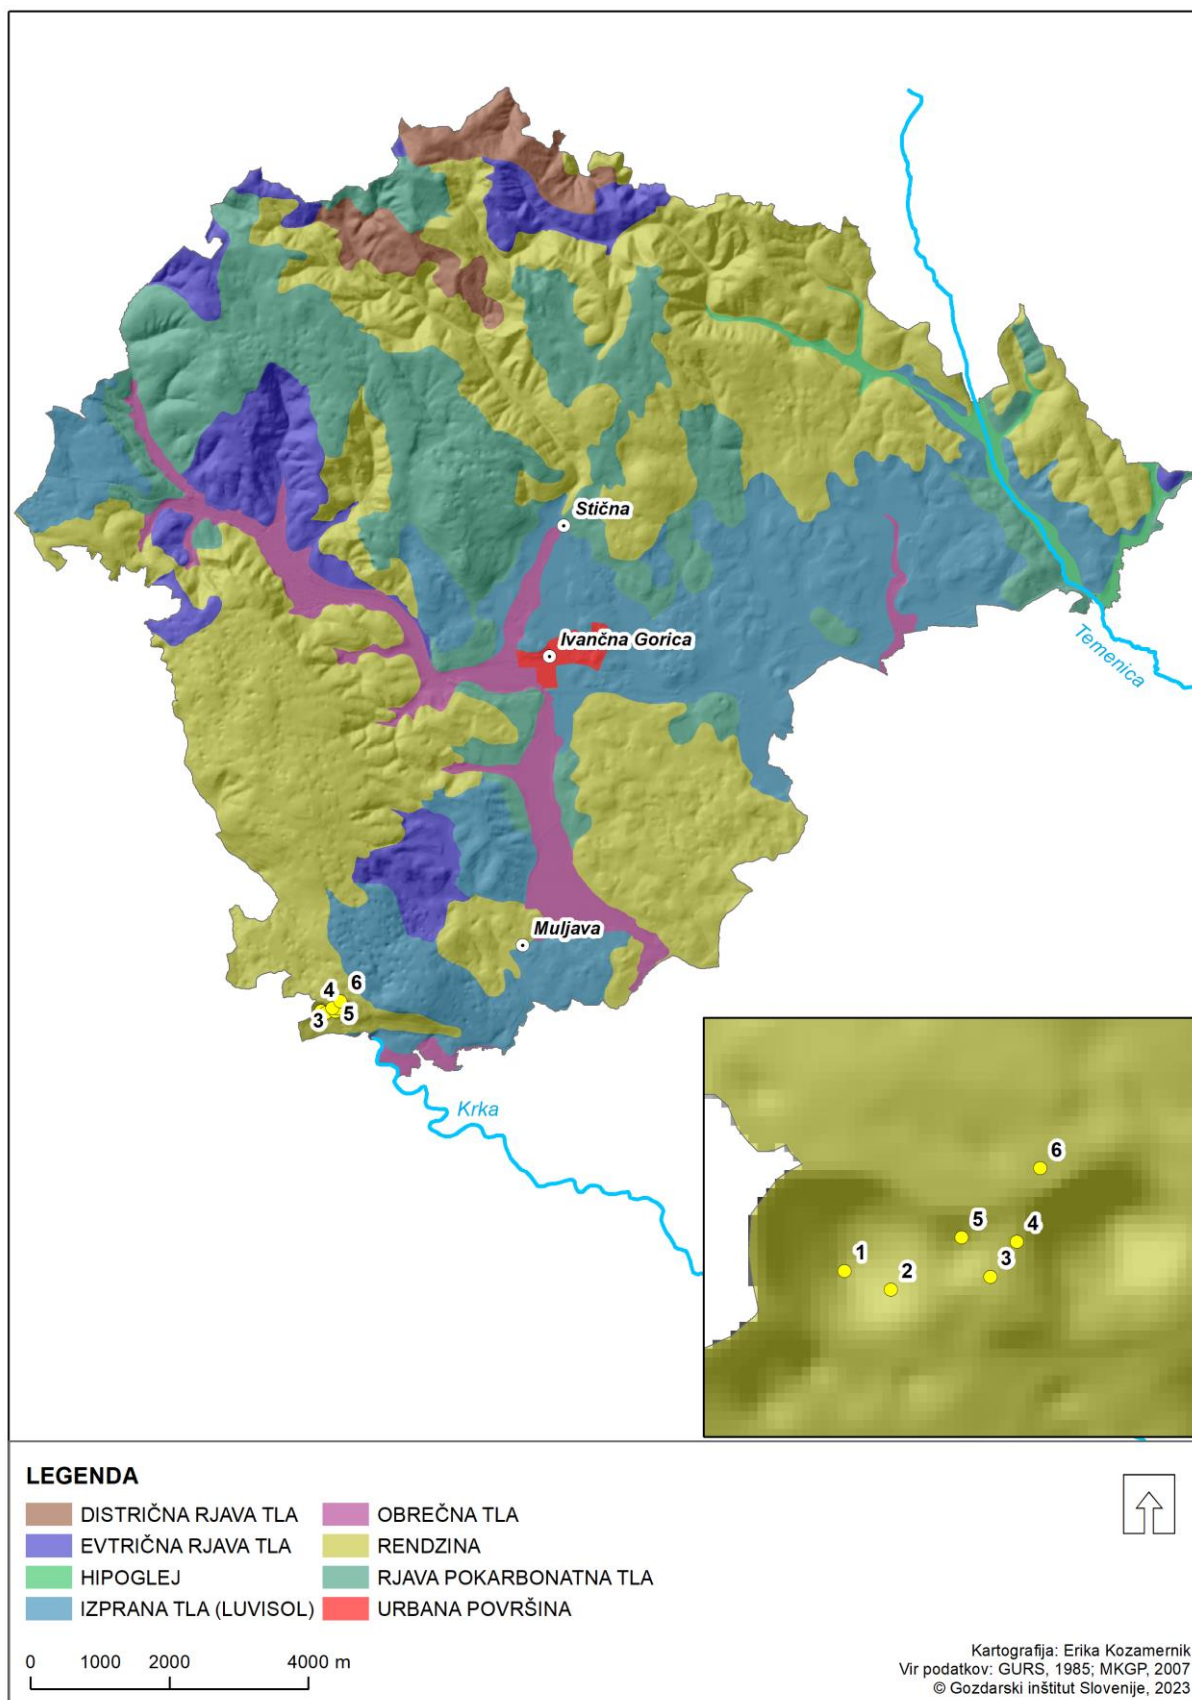 Stična
Ivančna Gorica
Temenica
Muljava
4 6
3 5
Krka
6
5 4
1
2 3
LEGENDA
DISTRIČNA RJAVA TLA
EVTRIČNA RJAVA TLA
HIPOGLEJ
IZPRANA TLA (LUVISOL)
OBREČNA TLA
RENDZINA
RJAVA POKARBONATNA TLA
URBANA POVRŠINA
0 1000 2000 4000 m
Kartografija: Erika Kozamernik
Vir podatkov: GURS, 1985; MKGP, 2007
© Gozdarski inštitut Slovenije, 2023